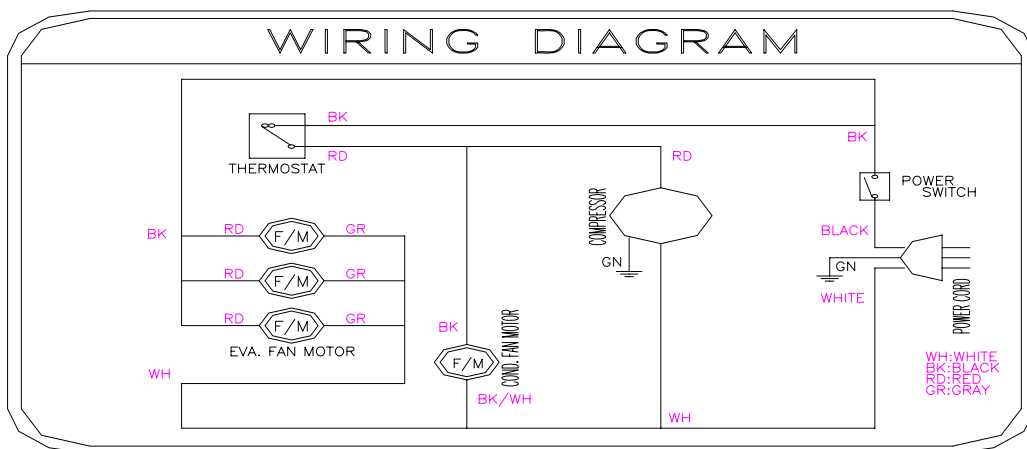 WIRING DIAGRAM
BK
BK
RD
THERMOSTAT
RD
COMPRESSOR
GN
POWER
SWITCH
BLACK
GN
WHITE
POWER CORD
BK
RD
F/M
GR
RD
F/M
GR
RD
F/M
GR
EVA. FAN MOTOR
BK
F/M
COND. FAN MOTOR
BK/WH
WH
WH
WH:WHITE
BK:BLACK
RD:RED
GR:GRAY